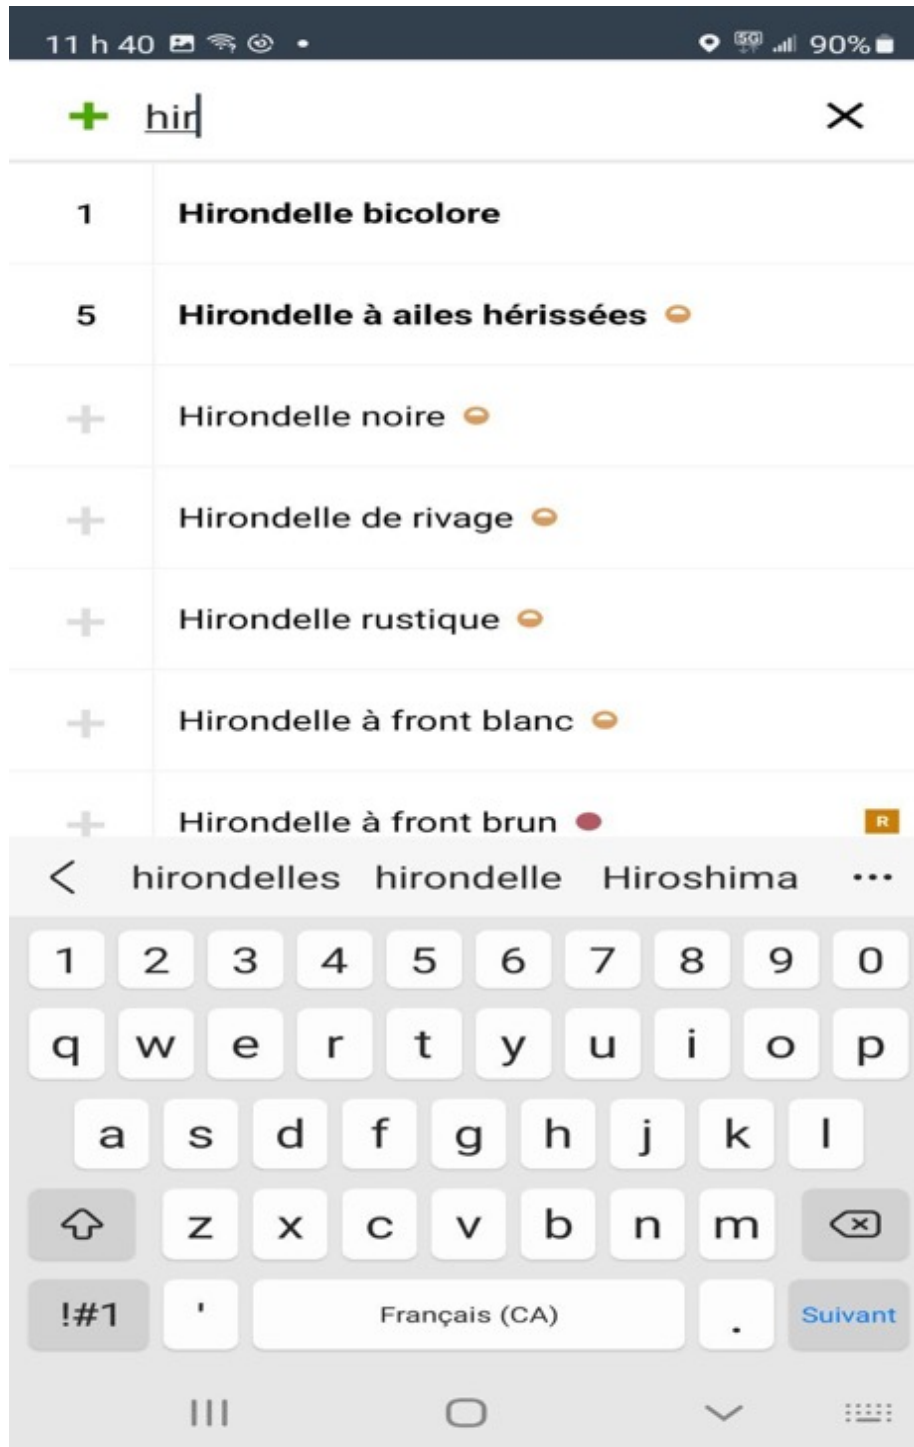 11 h 40 5G 90%
+ hir ×
1 Hirondelle bicolore
5 Hirondelle à ailes hérissées
+ Hirondelle noire
+ Hirondelle de rivage
+ Hirondelle rustique
+ Hirondelle à front blanc
+ Hirondelle à front brun R
hirondelles hirondelle Hiroshima ...
1 2 3 4 5 6 7 8 9 0
q w e r t y u i o p
a s d f g h j k l
z x c v b n m
!#1 ' Français (CA) . Suivant